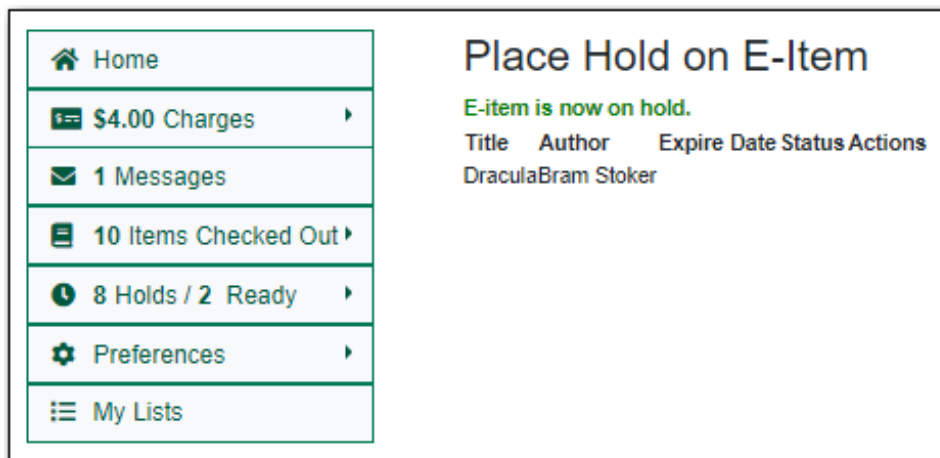 Home
$4.00 Charges
1 Messages
10 Items Checked Out
8 Holds / 2 Ready
Preferences
My Lists
Place Hold on E-Item
E-item is now on hold.
Title Author Expire Date Status Actions
DraculaBram Stoker